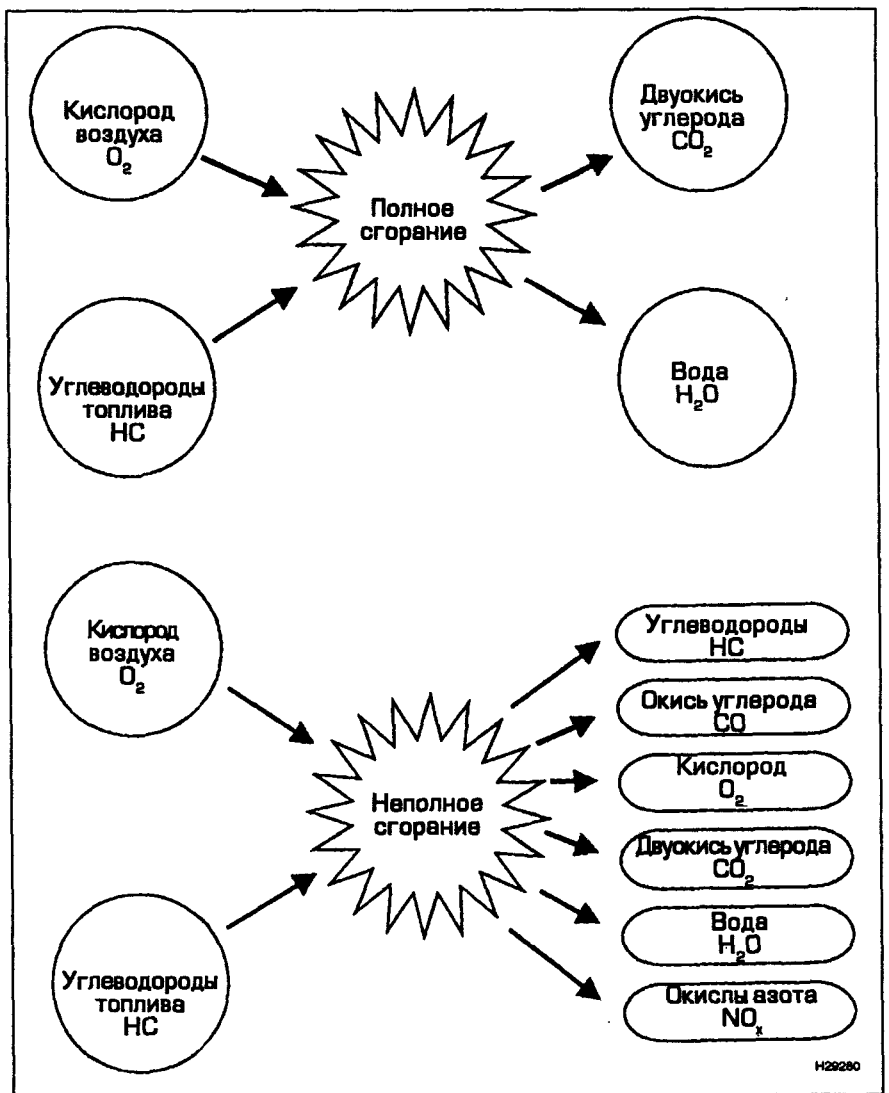 Кислород
воздуха
O₂
Двуокись
углерода
CO₂
Полное
сгорание
Углеводороды
топлива
HC
Вода
H₂O
Кислород
воздуха
O₂
Углеводороды
HC
Окись углерода
CO
Кислород
O₂
Неполное
сгорание
Двуокись углерода
CO₂
Вода
H₂O
Углеводороды
топлива
HC
Окислы азота
NOₓ
H29280